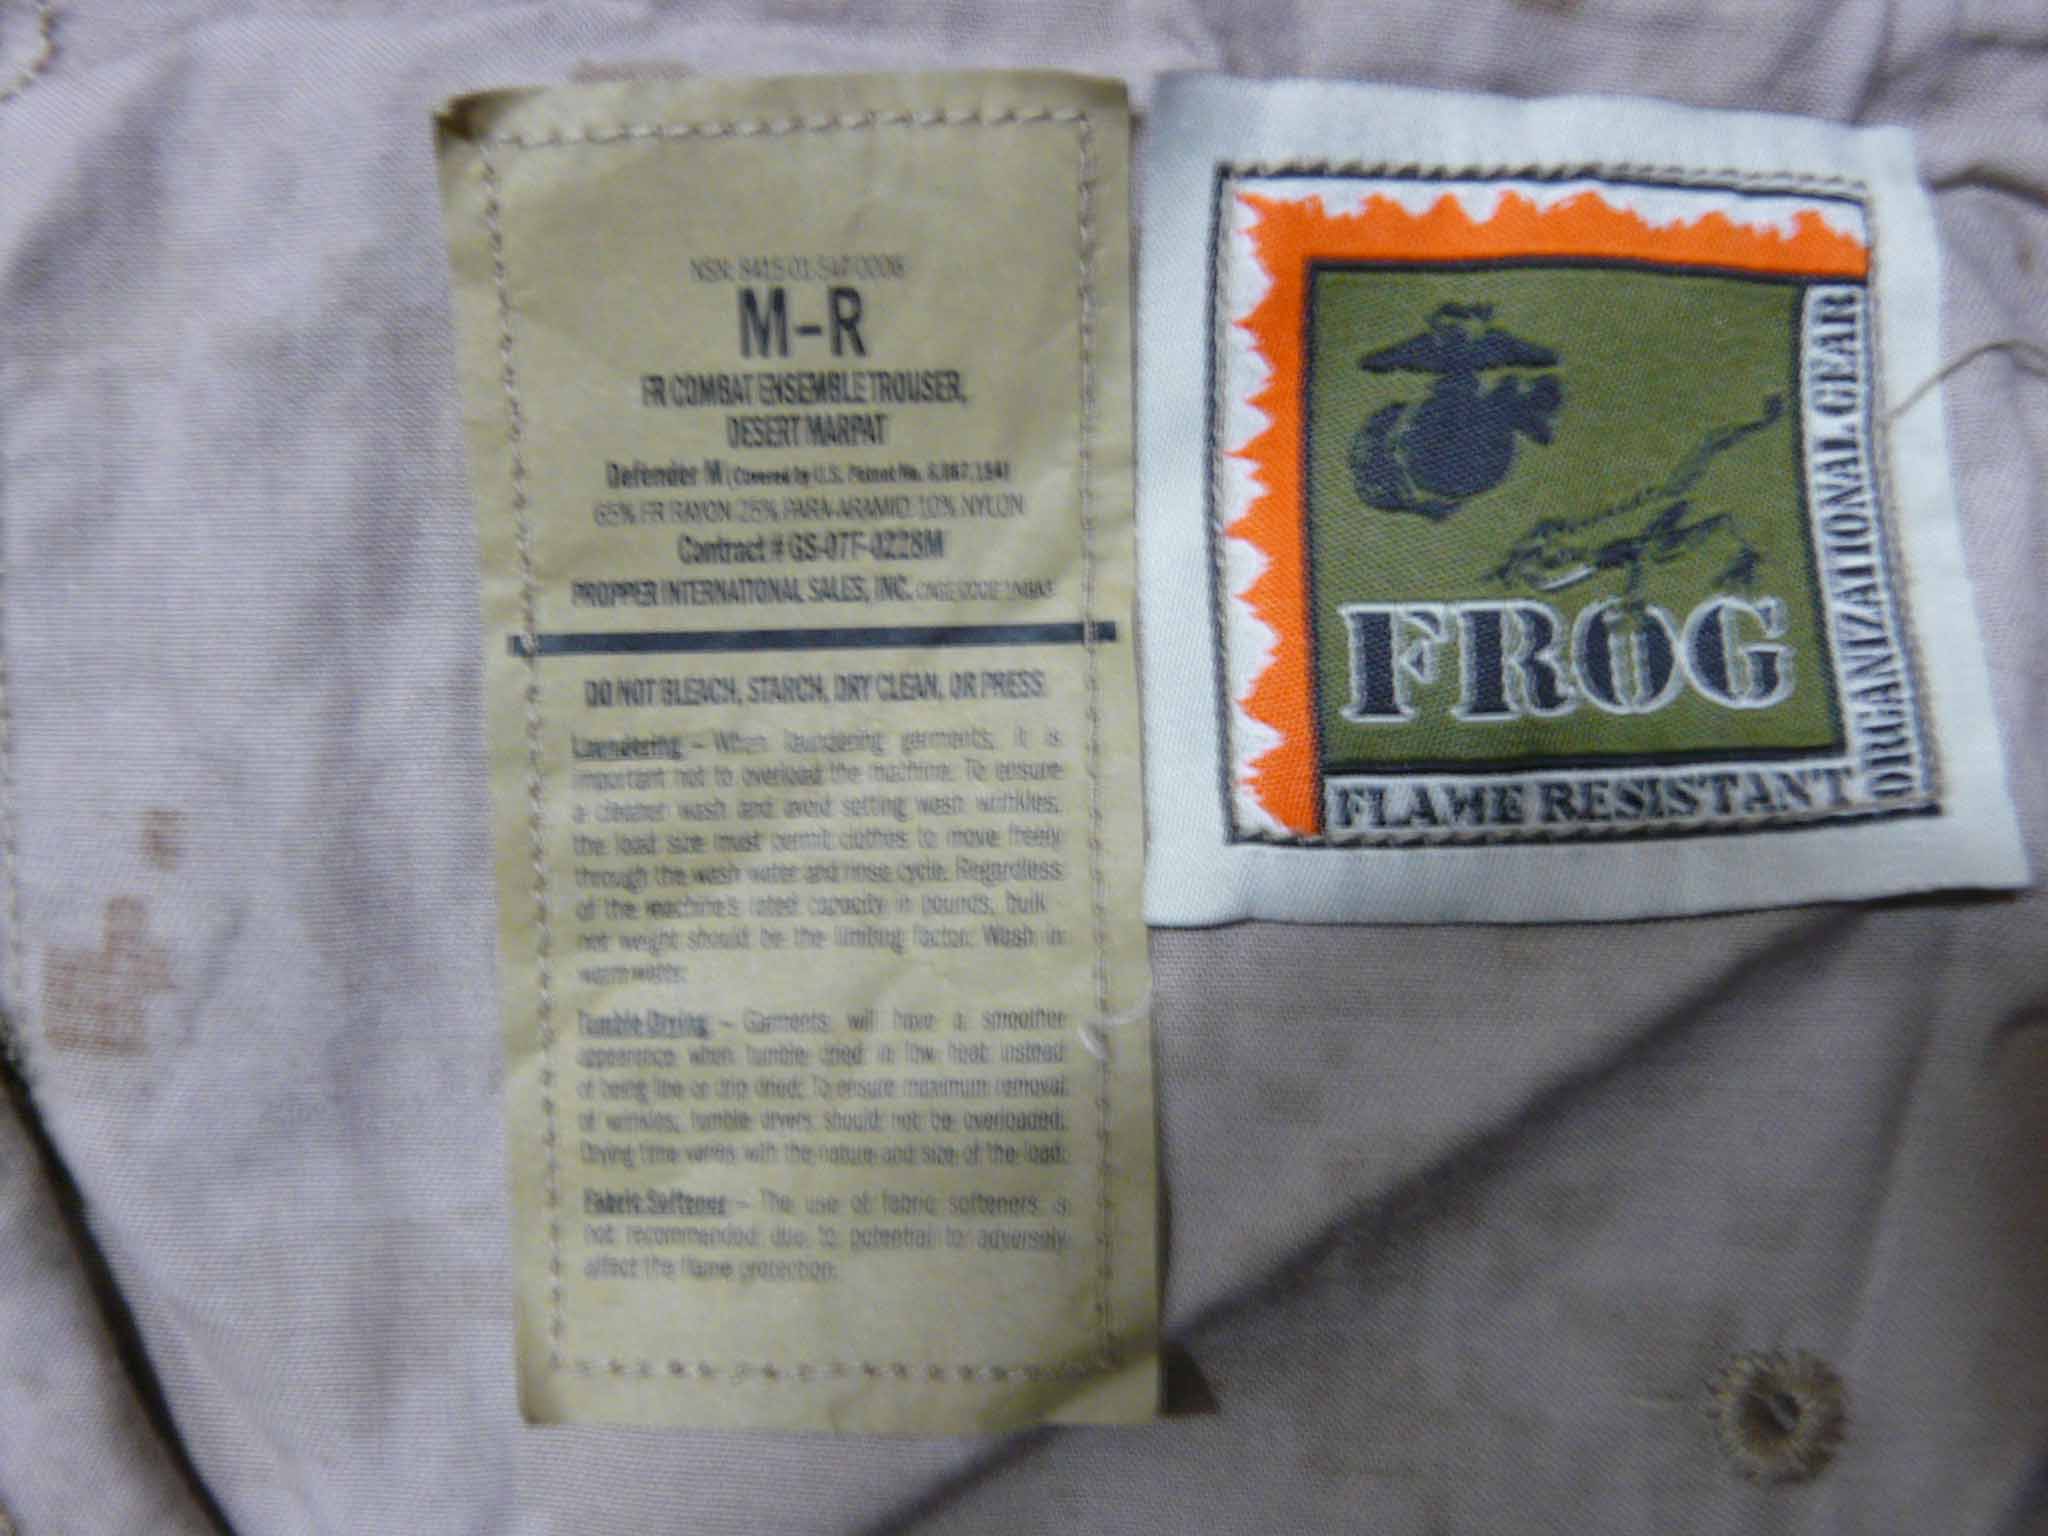 NSN: 8415-01-547-0008
M-R
FR COMBAT ENSEMBLE TROUSER,
DESERT MARPAT
Defender M (Covered by U.S. Patent No. 6,867,154)
65% FR RAYON 25% PARA-ARAMID 10% NYLON
Contract # GS-07F-0228M
PROPPER INTERNATIONAL SALES, INC. CAGE CODE
DO NOT BLEACH, STARCH, DRY CLEAN, OR PRESS
Laundering – When laundering garments, it is
important not to overload the machine. To ensure
a cleaner wash and avoid setting wash wrinkles,
the load size must permit clothes to move freely
through the wash water and rinse cycle. Regardless
of the machine's rated capacity in pounds, bulk -
not weight should be the limiting factor. Wash in
warm water.
Tumble Drying – Garments will have a smoother
appearance when tumble dried in low heat instead
of being line or drip dried. To ensure maximum removal
of wrinkles, tumble dryers should not be overloaded.
Drying time varies with the nature and size of the load.
Fabric Softener – The use of fabric softeners is
not recommended due to potential to adversely
affect the flame protection.
FROG
FLAME RESISTANT
ORGANIZATIONAL GEAR